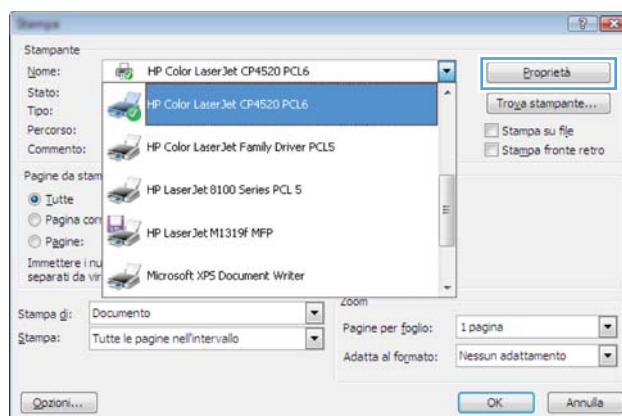 Stampa
Stampante
Nome: HP Color LaserJet CP4520 PCL6 Proprietà
Stato:
HP Color LaserJet CP4520 PCL6
Trova stampante...
Tipo:
Percorso:
Stampa su file
Commento: HP Color LaserJet Family Driver PCL5
Stampa fronte retro
Pagine da stam
HP LaserJet 8100 Series PCL 5
Tutte
Pagina corr
HP LaserJet M1319f MFP
Pagine:
Immettere i nu
separati da vir
Microsoft XPS Document Writer
Zoom
Stampa di: Documento
Pagine per foglio: 1 pagina
Stampa: Tutte le pagine nell'intervallo
Adatta al formato: Nessun adattamento
Opzioni... OK Annulla